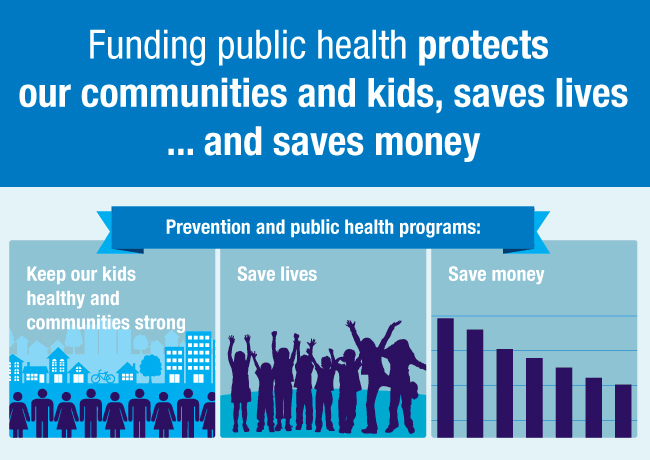 Funding public health protects
our communities and kids, saves lives
... and saves money
Prevention and public health programs:
Keep our kids
healthy and
communities strong
Save lives
Save money